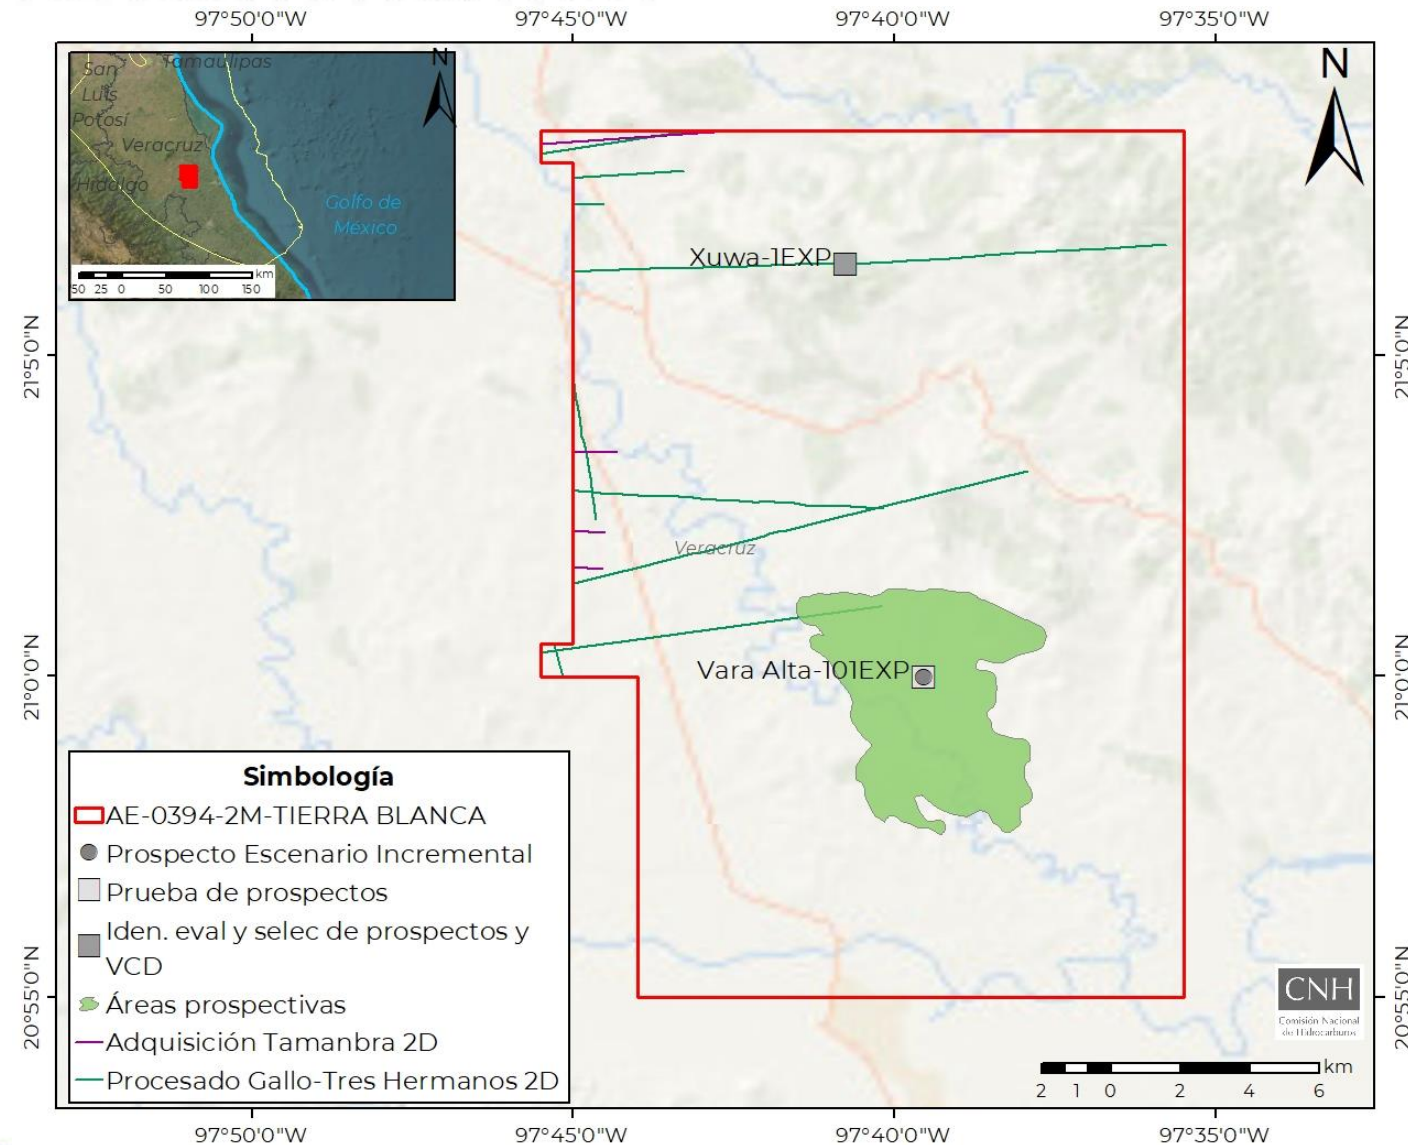 97°50'0"W 97°45'0"W 97°40'0"W 97°35'0"W
N
San Luis Potosí
Tamaulipas
Veracruz
Hidalgo
Golfo de México
50 25 0 50 100 150 km
N
Xuwa-1EXP
21°5'0"N 21°5'0"N
Veracruz
Vara Alta-101EXP
21°0'0"N 21°0'0"N
Simbología
AE-0394-2M-TIERRA BLANCA
Prospecto Escenario Incremental
Prueba de prospectos
Iden. eval y selec de prospectos y
VCD
Áreas prospectivas
Adquisición Tamanbra 2D
Procesado Gallo-Tres Hermanos 2D
20°55'0"N 20°55'0"N
CNH
Comisión Nacional
de Hidrocarburos
2 1 0 2 4 6 km
97°50'0"W 97°45'0"W 97°40'0"W 97°35'0"W